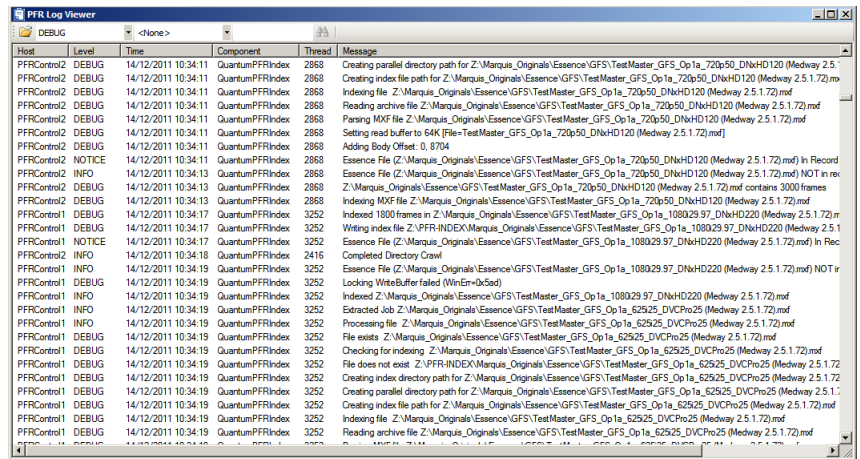 PFR Log Viewer
DEBUG <None>
Host Level Time Component Thread Message
PFRControl2 DEBUG 14/12/2011 10:34:11 QuantumPFRIndex 2868 Creating parallel directory path for Z:\Marquis_Originals\Essence\GFS\TestMaster_GFS_Op1a_720p50_DNxHD120 (Medway 2.5.1
PFRControl2 DEBUG 14/12/2011 10:34:11 QuantumPFRIndex 2868 Creating index file path for Z:\Marquis_Originals\Essence\GFS\TestMaster_GFS_Op1a_720p50_DNxHD120 (Medway 2.5.1.72).mx
PFRControl2 DEBUG 14/12/2011 10:34:11 QuantumPFRIndex 2868 Indexing file Z:\Marquis_Originals\Essence\GFS\TestMaster_GFS_Op1a_720p50_DNxHD120 (Medway 2.5.1.72).mxf
PFRControl2 DEBUG 14/12/2011 10:34:11 QuantumPFRIndex 2868 Reading archive file Z:\Marquis_Originals\Essence\GFS\TestMaster_GFS_Op1a_720p50_DNxHD120 (Medway 2.5.1.72).mxf
PFRControl2 DEBUG 14/12/2011 10:34:11 QuantumPFRIndex 2868 Parsing MXF file Z:\Marquis_Originals\Essence\GFS\TestMaster_GFS_Op1a_720p50_DNxHD120 (Medway 2.5.1.72).mxf
PFRControl2 DEBUG 14/12/2011 10:34:11 QuantumPFRIndex 2868 Setting read buffer to 64K [File=TestMaster_GFS_Op1a_720p50_DNxHD120 (Medway 2.5.1.72).mxf]
PFRControl2 DEBUG 14/12/2011 10:34:11 QuantumPFRIndex 2868 Adding Body Offset: 0, 8704
PFRControl2 NOTICE 14/12/2011 10:34:11 QuantumPFRIndex 2868 Essence File (Z:\Marquis_Originals\Essence\GFS\TestMaster_GFS_Op1a_720p50_DNxHD120 (Medway 2.5.1.72).mxf) In Record
PFRControl2 INFO 14/12/2011 10:34:13 QuantumPFRIndex 2868 Essence File (Z:\Marquis_Originals\Essence\GFS\TestMaster_GFS_Op1a_720p50_DNxHD120 (Medway 2.5.1.72).mxf) NOT in rec
PFRControl2 DEBUG 14/12/2011 10:34:13 QuantumPFRIndex 2868 Z:\Marquis_Originals\Essence\GFS\TestMaster_GFS_Op1a_720p50_DNxHD120 (Medway 2.5.1.72).mxf contains 3000 frames
PFRControl2 DEBUG 14/12/2011 10:34:13 QuantumPFRIndex 2868 Indexing MXF file Z:\Marquis_Originals\Essence\GFS\TestMaster_GFS_Op1a_720p50_DNxHD120 (Medway 2.5.1.72).mxf
PFRControl1 DEBUG 14/12/2011 10:34:17 QuantumPFRIndex 3252 Indexed 1800 frames in Z:\Marquis_Originals\Essence\GFS\TestMaster_GFS_Op1a_1080i29.97_DNxHD220 (Medway 2.5.1.72).m
PFRControl1 DEBUG 14/12/2011 10:34:17 QuantumPFRIndex 3252 Writing index file Z:\PFR-INDEX\Marquis_Originals\Essence\GFS\TestMaster_GFS_Op1a_1080i29.97_DNxHD220 (Medway 2.5.1
PFRControl1 NOTICE 14/12/2011 10:34:17 QuantumPFRIndex 3252 Essence File (Z:\Marquis_Originals\Essence\GFS\TestMaster_GFS_Op1a_1080i29.97_DNxHD220 (Medway 2.5.1.72).mxf) In Rec
PFRControl2 INFO 14/12/2011 10:34:18 QuantumPFRIndex 2416 Completed Directory Crawl
PFRControl1 INFO 14/12/2011 10:34:19 QuantumPFRIndex 3252 Essence File (Z:\Marquis_Originals\Essence\GFS\TestMaster_GFS_Op1a_1080i29.97_DNxHD220 (Medway 2.5.1.72).mxf) NOT in
PFRControl1 DEBUG 14/12/2011 10:34:19 QuantumPFRIndex 3252 Locking WriteBuffer failed (WinErr=0x5ad)
PFRControl1 INFO 14/12/2011 10:34:19 QuantumPFRIndex 3252 Indexed Z:\Marquis_Originals\Essence\GFS\TestMaster_GFS_Op1a_1080i29.97_DNxHD220 (Medway 2.5.1.72).mxf
PFRControl1 INFO 14/12/2011 10:34:19 QuantumPFRIndex 3252 Extracted Job Z:\Marquis_Originals\Essence\GFS\TestMaster_GFS_Op1a_625i25_DVCPro25 (Medway 2.5.1.72).mxf
PFRControl1 INFO 14/12/2011 10:34:19 QuantumPFRIndex 3252 Processing file Z:\Marquis_Originals\Essence\GFS\TestMaster_GFS_Op1a_625i25_DVCPro25 (Medway 2.5.1.72).mxf
PFRControl1 DEBUG 14/12/2011 10:34:19 QuantumPFRIndex 3252 File exists Z:\Marquis_Originals\Essence\GFS\TestMaster_GFS_Op1a_625i25_DVCPro25 (Medway 2.5.1.72).mxf
PFRControl1 DEBUG 14/12/2011 10:34:19 QuantumPFRIndex 3252 Checking for indexing Z:\Marquis_Originals\Essence\GFS\TestMaster_GFS_Op1a_625i25_DVCPro25 (Medway 2.5.1.72).mxf
PFRControl1 DEBUG 14/12/2011 10:34:19 QuantumPFRIndex 3252 File does not exist Z:\PFR-INDEX\Marquis_Originals\Essence\GFS\TestMaster_GFS_Op1a_625i25_DVCPro25 (Medway 2.5.1.72
PFRControl1 DEBUG 14/12/2011 10:34:19 QuantumPFRIndex 3252 Creating index directory path for Z:\Marquis_Originals\Essence\GFS\TestMaster_GFS_Op1a_625i25_DVCPro25 (Medway 2.5.1.72
PFRControl1 DEBUG 14/12/2011 10:34:19 QuantumPFRIndex 3252 Creating parallel directory path for Z:\Marquis_Originals\Essence\GFS\TestMaster_GFS_Op1a_625i25_DVCPro25 (Medway 2.5.1.7
PFRControl1 DEBUG 14/12/2011 10:34:19 QuantumPFRIndex 3252 Creating index file path for Z:\Marquis_Originals\Essence\GFS\TestMaster_GFS_Op1a_625i25_DVCPro25 (Medway 2.5.1.72).mxf
PFRControl1 DEBUG 14/12/2011 10:34:19 QuantumPFRIndex 3252 Indexing file Z:\Marquis_Originals\Essence\GFS\TestMaster_GFS_Op1a_625i25_DVCPro25 (Medway 2.5.1.72).mxf
PFRControl1 DEBUG 14/12/2011 10:34:19 QuantumPFRIndex 3252 Reading archive file Z:\Marquis_Originals\Essence\GFS\TestMaster_GFS_Op1a_625i25_DVCPro25 (Medway 2.5.1.72).mxf